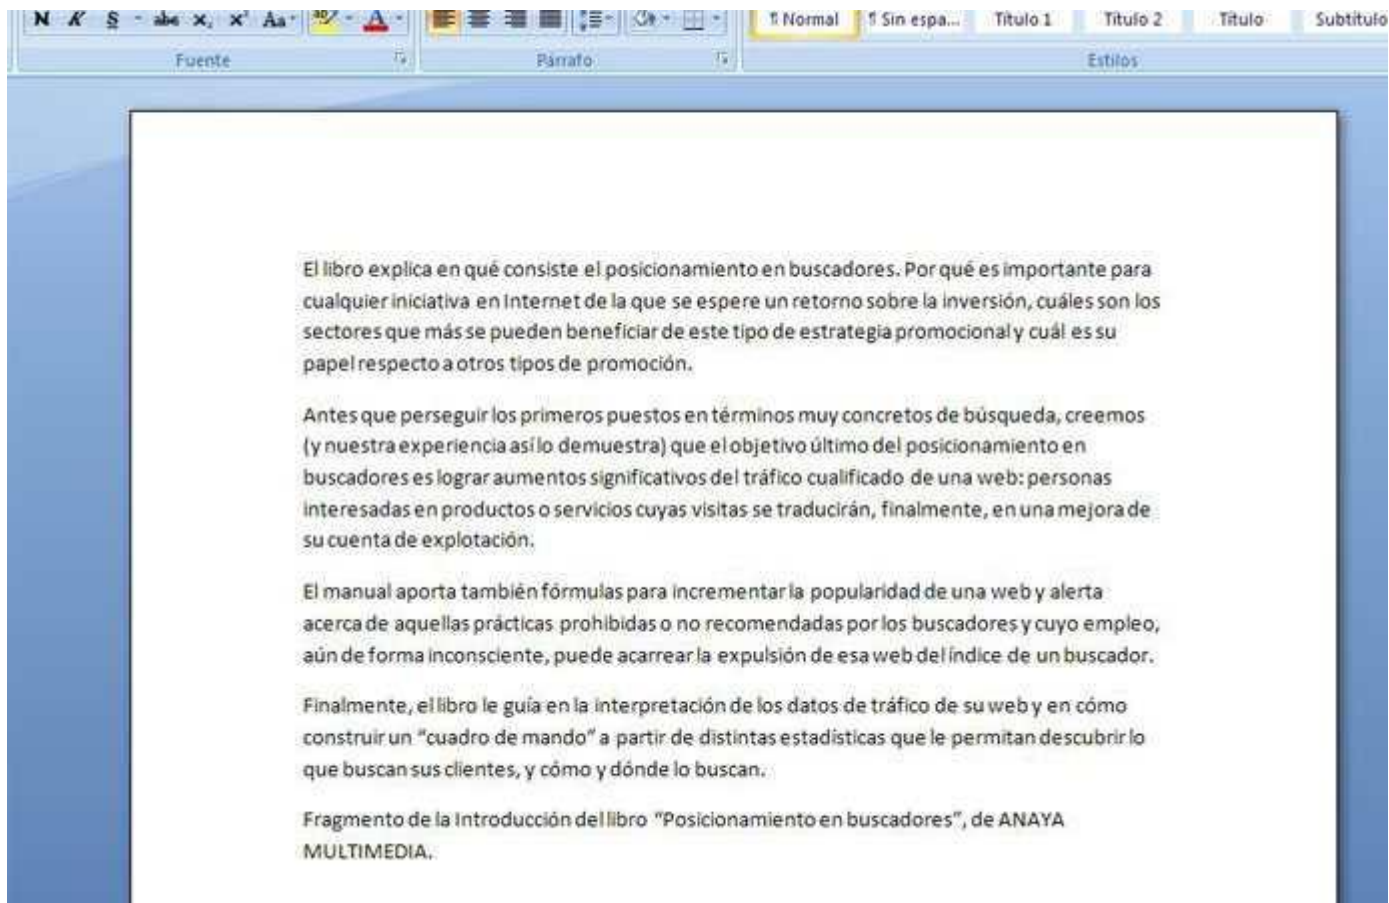 N K S abc x, x² Aa ab A
¶ Normal ¶ Sin espa... Título 1 Título 2 Título Subtítulo
Fuente Párrafo Estilos
El libro explica en qué consiste el posicionamiento en buscadores. Por qué es importante para
cualquier iniciativa en Internet de la que se espere un retorno sobre la inversión, cuáles son los
sectores que más se pueden beneficiar de este tipo de estrategia promocional y cuál es su
papel respecto a otros tipos de promoción.
Antes que perseguir los primeros puestos en términos muy concretos de búsqueda, creemos
(y nuestra experiencia así lo demuestra) que el objetivo último del posicionamiento en
buscadores es lograr aumentos significativos del tráfico cualificado de una web: personas
interesadas en productos o servicios cuyas visitas se traducirán, finalmente, en una mejora de
su cuenta de explotación.
El manual aporta también fórmulas para incrementar la popularidad de una web y alerta
acerca de aquellas prácticas prohibidas o no recomendadas por los buscadores y cuyo empleo,
aún de forma inconsciente, puede acarrear la expulsión de esa web del índice de un buscador.
Finalmente, el libro le guía en la interpretación de los datos de tráfico de su web y en cómo
construir un “cuadro de mando” a partir de distintas estadísticas que le permitan descubrir lo
que buscan sus clientes, y cómo y dónde lo buscan.
Fragmento de la Introducción del libro “Posicionamiento en buscadores”, de ANAYA
MULTIMEDIA.